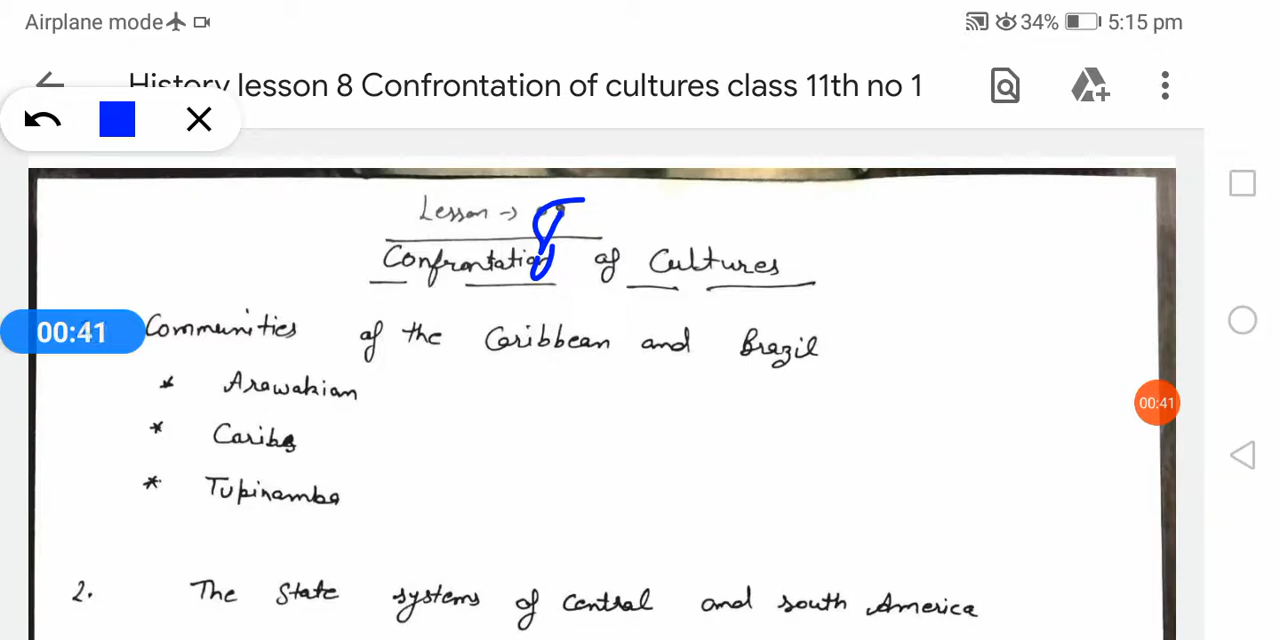 Airplane mode 34% 5:15 pm
History lesson 8 Confrontation of cultures class 11th no 1
Lesson → 8
Confrontation of Cultures
00:41 Communities of the Caribbean and Brazil
* Arawakian
00:41
* Caribs
* Tupinamba
2. The State systems of Central and south America